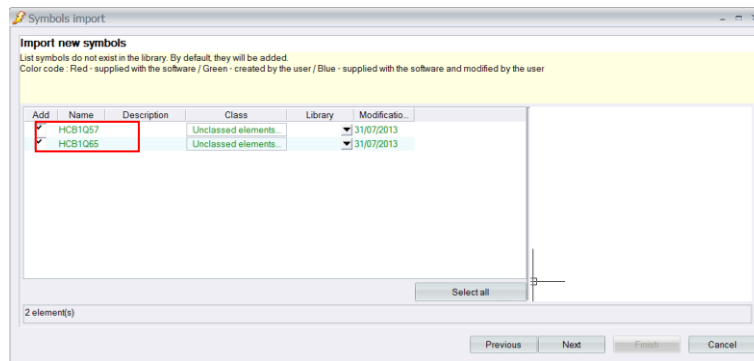 Symbols import
Import new symbols
List symbols do not exist in the library. By default, they will be added.
Color code : Red - supplied with the software / Green - created by the user / Blue - supplied with the software and modified by the user
Add Name Description Class Library Modificatio...
HCB1Q57 Unclassed elements... 31/07/2013
HCB1Q65 Unclassed elements... 31/07/2013
Select all
2 element(s)
Previous Next Finish Cancel